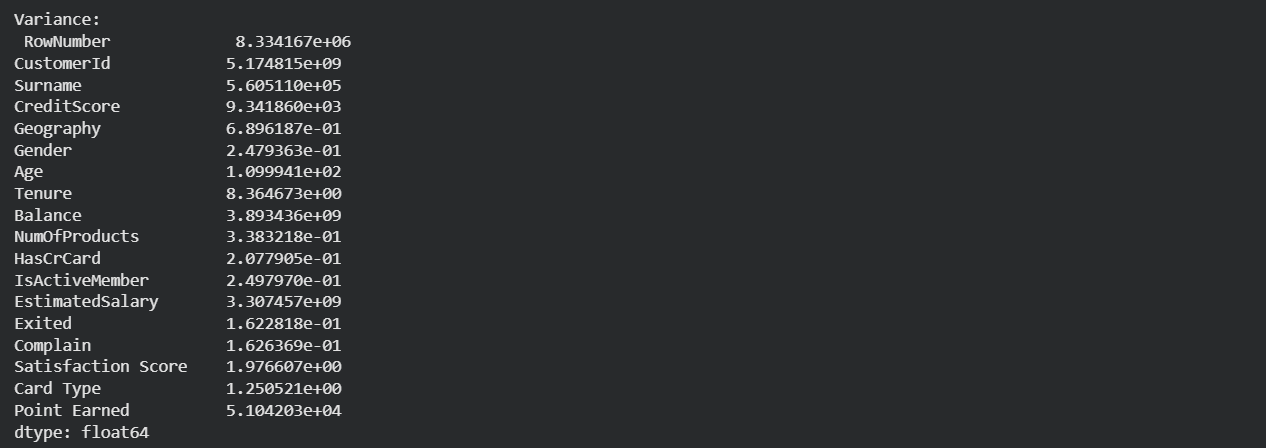 Variance:
 RowNumber             8.334167e+06
CustomerId            5.174815e+09
Surname               5.605110e+05
CreditScore           9.341860e+03
Geography             6.896187e-01
Gender                2.479363e-01
Age                   1.099941e+02
Tenure                8.364673e+00
Balance               3.893436e+09
NumOfProducts         3.383218e-01
HasCrCard             2.077905e-01
IsActiveMember        2.497970e-01
EstimatedSalary       3.307457e+09
Exited                1.622818e-01
Complain              1.626369e-01
Satisfaction Score    1.976607e+00
Card Type             1.250521e+00
Point Earned          5.104203e+04
dtype: float64